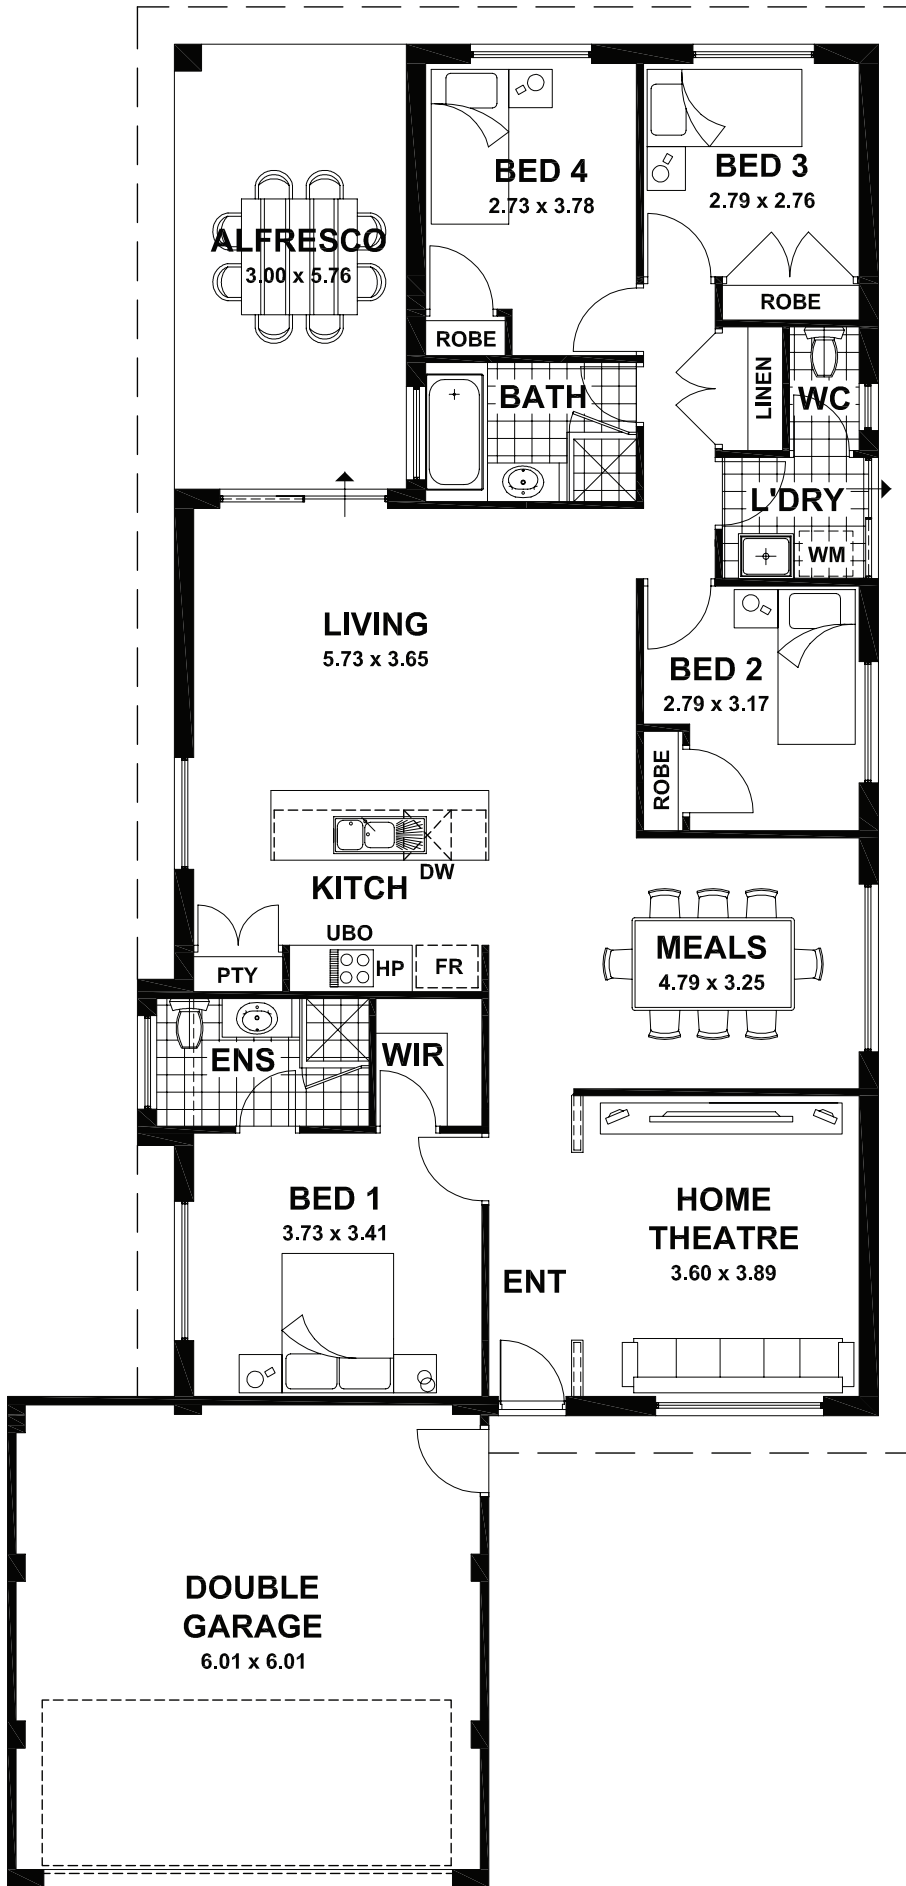 BED 4
2.73 x 3.78
BED 3
2.79 x 2.76
ALFRESCO
3.00 x 5.76
ROBE
ROBE
BATH
LINEN
WC
L'DRY
WM
LIVING
5.73 x 3.65
BED 2
2.79 x 3.17
ROBE
DW
KITCH
UBO
HP
FR
PTY
MEALS
4.79 x 3.25
ENS
WIR
BED 1
3.73 x 3.41
HOME
THEATRE
3.60 x 3.89
ENT
DOUBLE
GARAGE
6.01 x 6.01